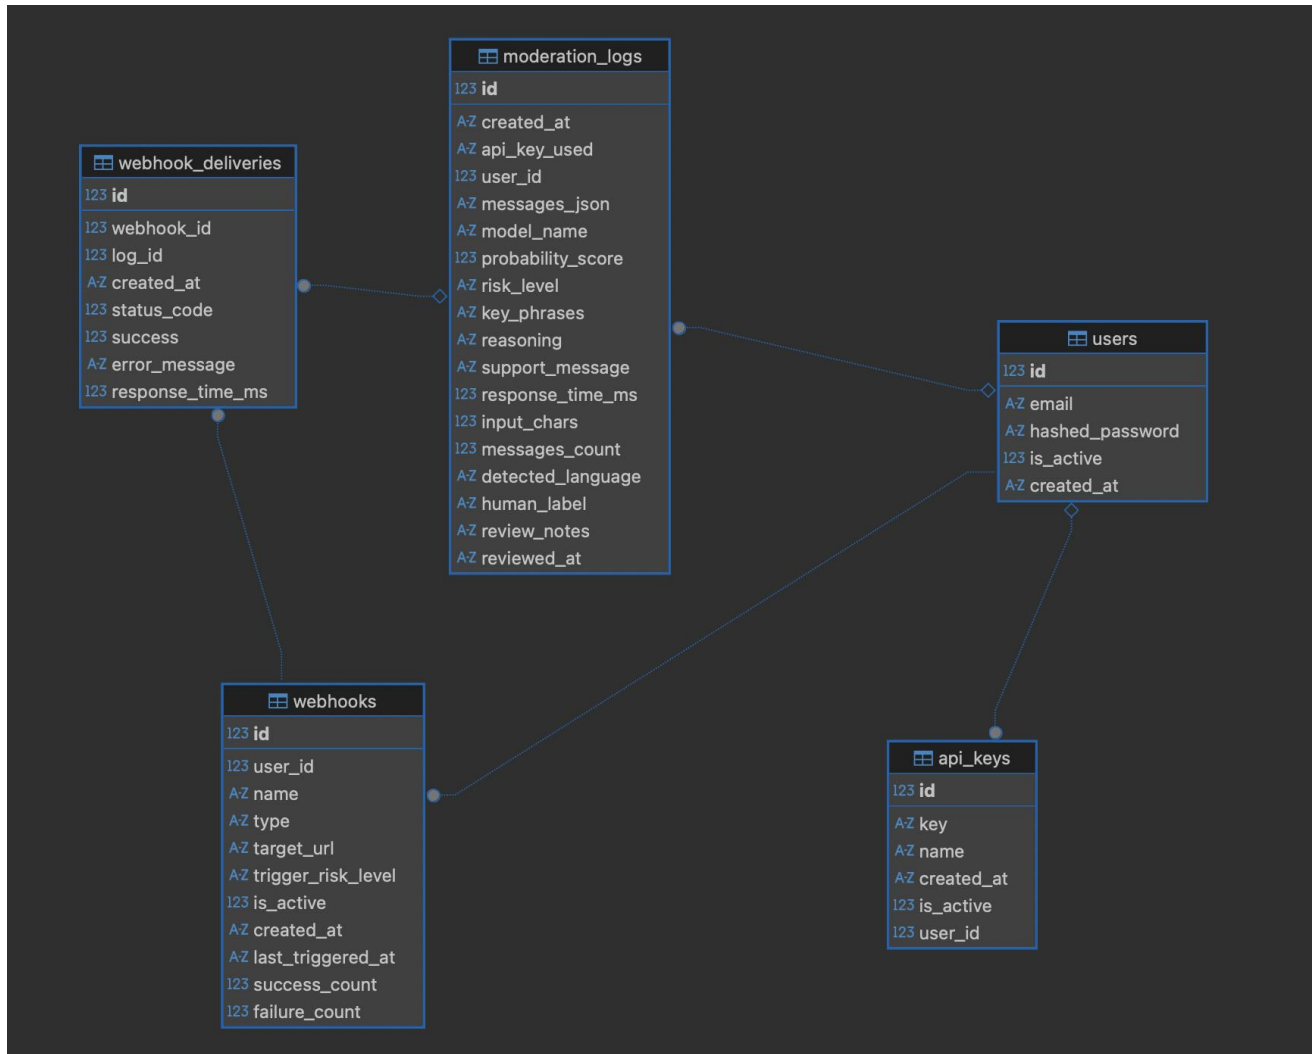 moderation_logs
123 id
A-Z created_at
A-Z api_key_used
123 user_id
A-Z messages_json
A-Z model_name
123 probability_score
A-Z risk_level
A-Z key_phrases
A-Z reasoning
A-Z support_message
123 response_time_ms
123 input_chars
123 messages_count
A-Z detected_language
A-Z human_label
A-Z review_notes
A-Z reviewed_at
webhook_deliveries
123 id
123 webhook_id
123 log_id
A-Z created_at
123 status_code
123 success
A-Z error_message
123 response_time_ms
users
123 id
A-Z email
A-Z hashed_password
123 is_active
A-Z created_at
webhooks
123 id
123 user_id
A-Z name
A-Z type
A-Z target_url
A-Z trigger_risk_level
123 is_active
A-Z created_at
A-Z last_triggered_at
123 success_count
123 failure_count
api_keys
123 id
A-Z key
A-Z name
A-Z created_at
123 is_active
123 user_id